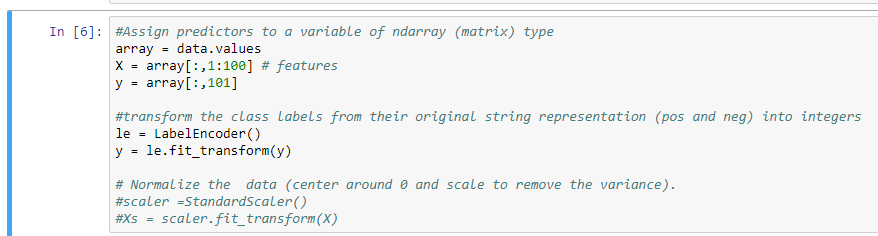 In [6]: #Assign predictors to a variable of ndarray (matrix) type
array = data.values
X = array[:,1:100] # features
y = array[:,101]
#transform the class labels from their original string representation (pos and neg) into integers
le = LabelEncoder()
y = le.fit_transform(y)
# Normalize the  data (center around 0 and scale to remove the variance).
#scaler =StandardScaler()
#Xs = scaler.fit_transform(X)